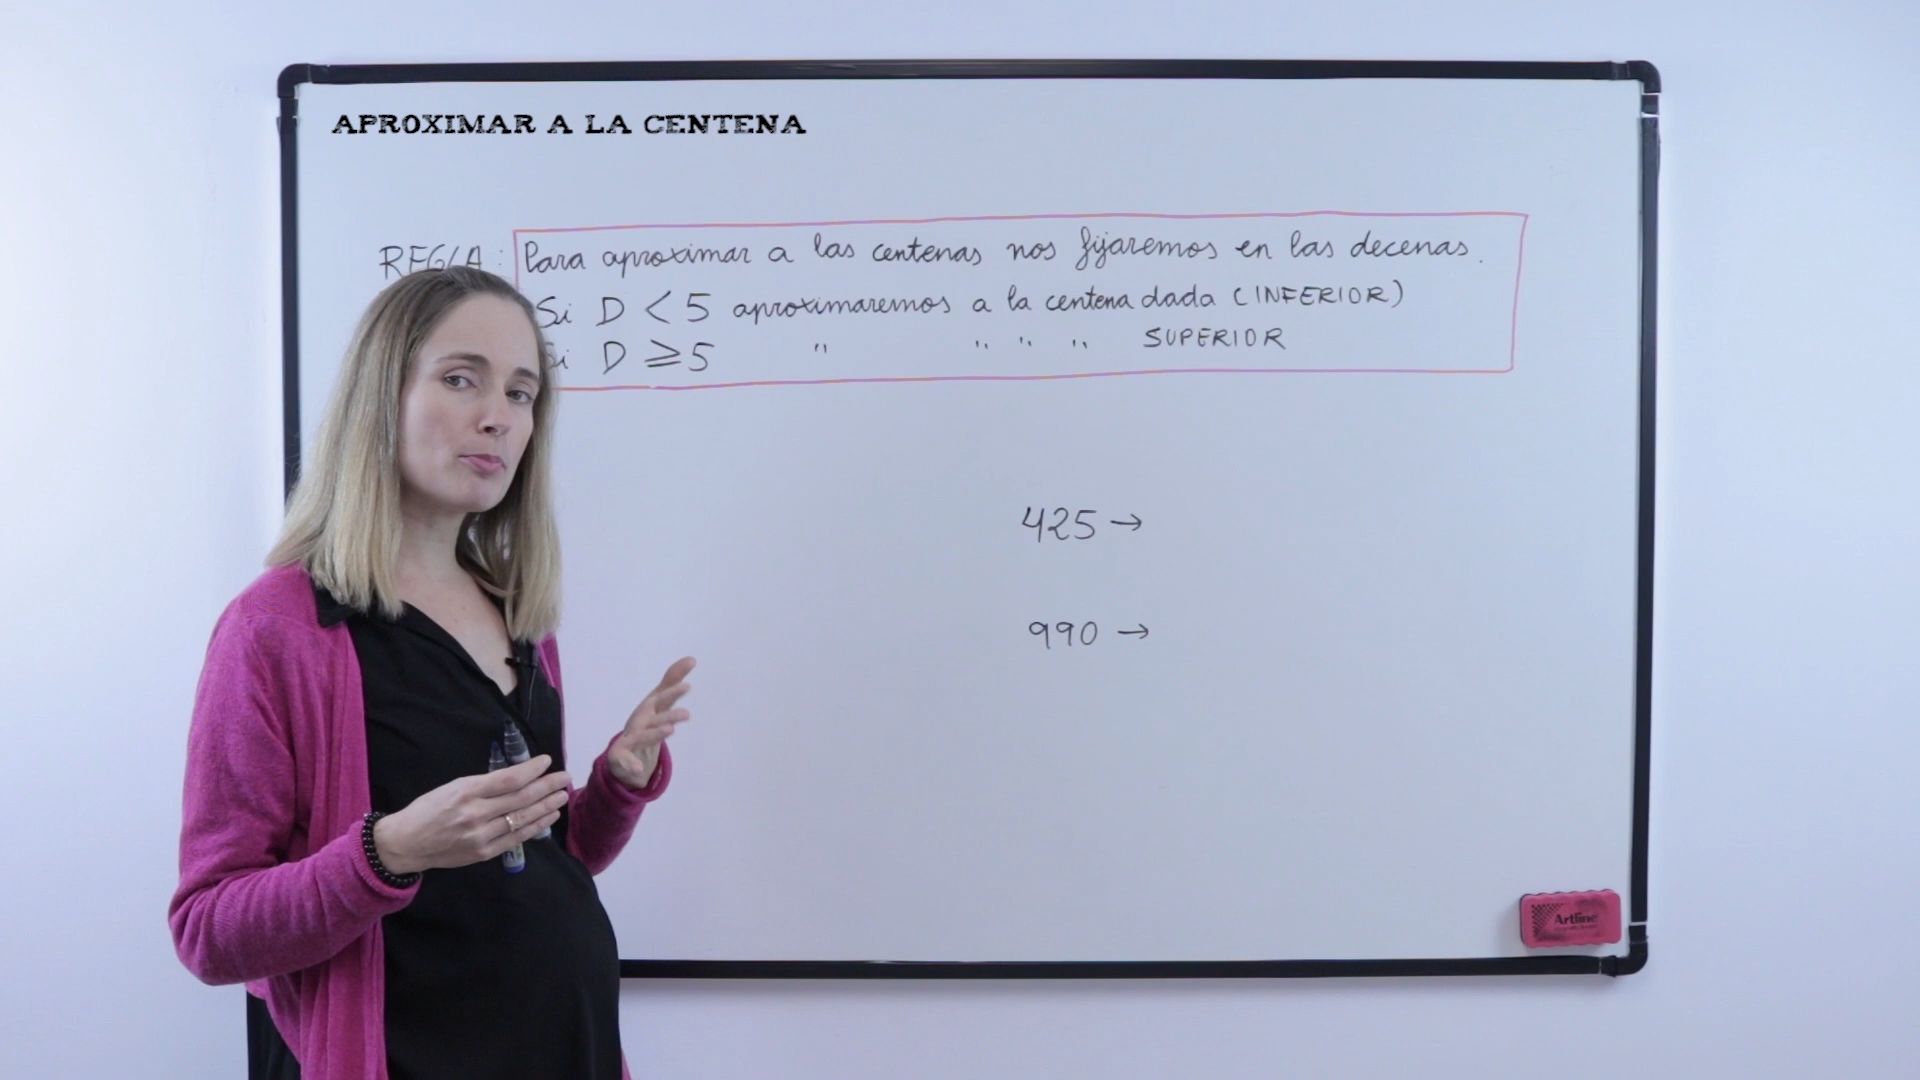 APROXIMAR A LA CENTENA
REGLA: Para aproximar a las centenas nos fijaremos en las decenas.
Si D < 5 aproximaremos a la centena dada (INFERIOR)
Si D ≥ 5 " " " " SUPERIOR
425 →
990 →
Artline